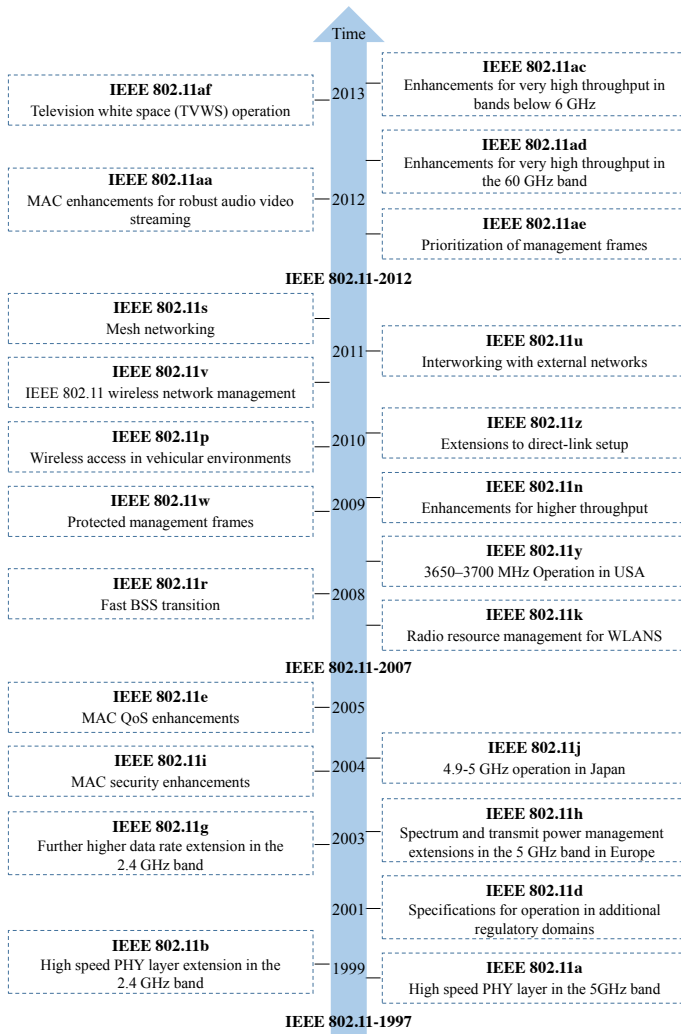 Time
IEEE 802.11ac
Enhancements for very high throughput in
bands below 6 GHz
IEEE 802.11af
Television white space (TVWS) operation
2013
IEEE 802.11ad
Enhancements for very high throughput in
the 60 GHz band
IEEE 802.11aa
MAC enhancements for robust audio video
streaming
2012
IEEE 802.11ae
Prioritization of management frames
IEEE 802.11-2012
IEEE 802.11s
Mesh networking
IEEE 802.11u
Interworking with external networks
2011
IEEE 802.11v
IEEE 802.11 wireless network management
IEEE 802.11z
Extensions to direct-link setup
2010
IEEE 802.11p
Wireless access in vehicular environments
IEEE 802.11n
Enhancements for higher throughput
2009
IEEE 802.11w
Protected management frames
IEEE 802.11y
3650–3700 MHz Operation in USA
IEEE 802.11r
Fast BSS transition
2008
IEEE 802.11k
Radio resource management for WLANS
IEEE 802.11-2007
IEEE 802.11e
MAC QoS enhancements
2005
IEEE 802.11j
4.9-5 GHz operation in Japan
IEEE 802.11i
MAC security enhancements
2004
IEEE 802.11h
Spectrum and transmit power management
extensions in the 5 GHz band in Europe
IEEE 802.11g
Further higher data rate extension in the
2.4 GHz band
2003
IEEE 802.11d
Specifications for operation in additional
regulatory domains
2001
IEEE 802.11b
High speed PHY layer extension in the
2.4 GHz band
1999
IEEE 802.11a
High speed PHY layer in the 5GHz band
IEEE 802.11-1997